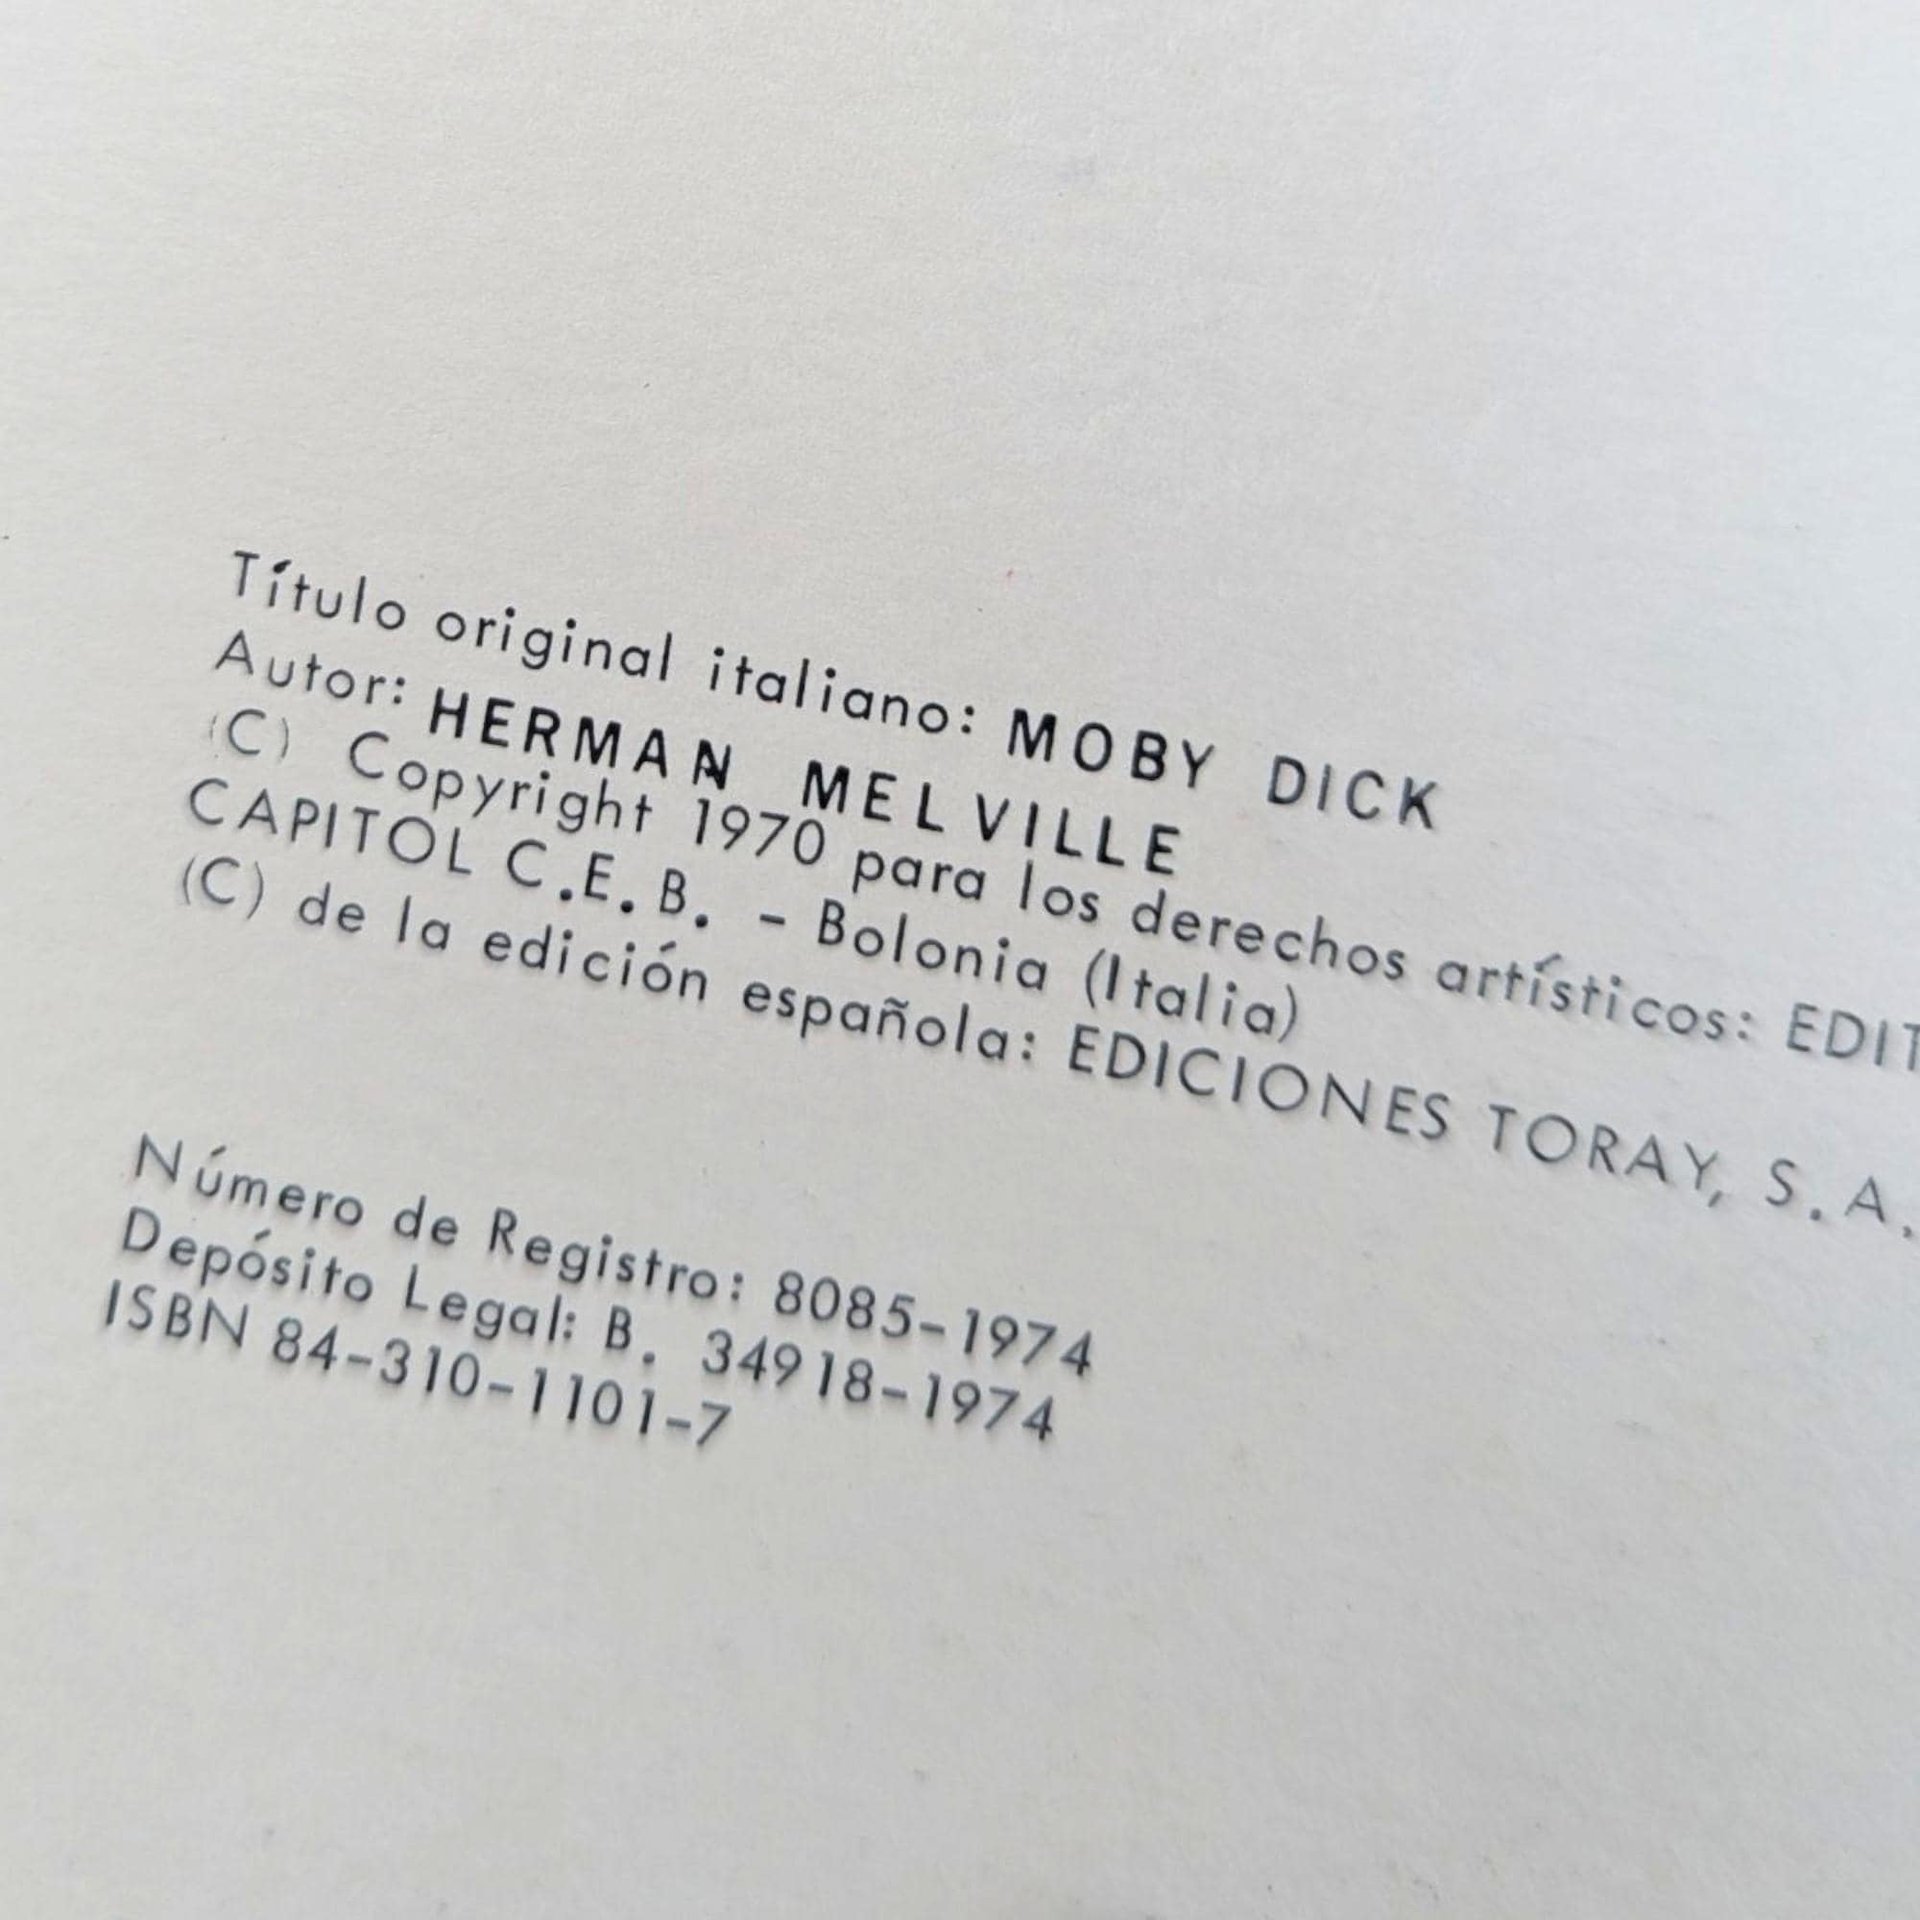 Título original italiano: MOBY DICK
Autor: HERMAN MELVILLE
(C) Copyright 1970 para los derechos artísticos: EDIT
CAPITOL C.E.B. - Bolonia (Italia)
(C) de la edición española: EDICIONES TORAY, S.A.
Número de Registro: 8085-1974
Depósito Legal: B. 34918-1974
ISBN 84-310-1101-7